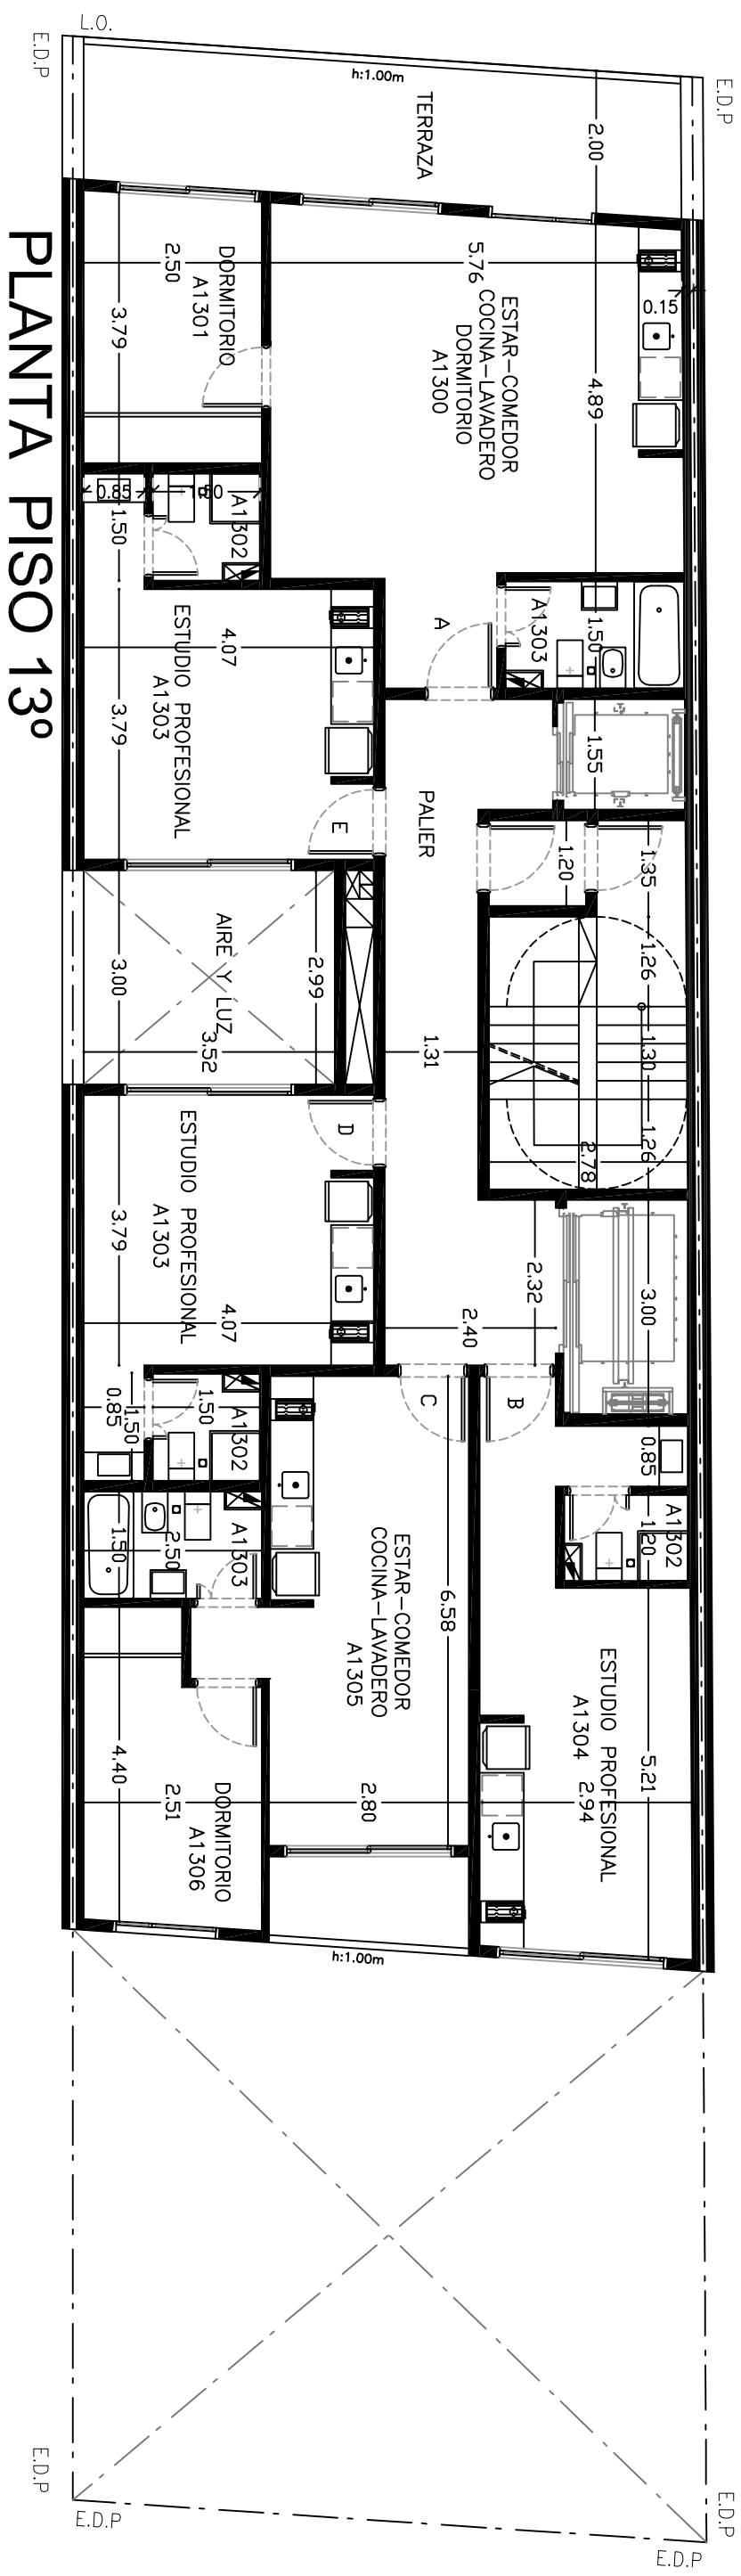 L.O.
E.D.P
E.D.P
h:1.00m
TERRAZA
2.00
5.76
ESTAR-COMEDOR
COCINA-LAVADERO
DORMITORIO
A1300
4.89
0.15
2.50
DORMITORIO
A1301
3.79
0.85
1.50
1.50
A1302
A
A1303
1.50
ESTUDIO PROFESIONAL
A1303
4.07
3.79
E
PALIER
1.55
1.20
1.35
1.26
1.30
1.26
2.78
AIRE Y LUZ
3.00
2.99
3.52
1.31
D
ESTUDIO PROFESIONAL
A1303
3.79
4.07
2.32
2.40
3.00
C
B
0.85
1.50
1.50
A1302
0.85
1.20
A1302
1.50
2.50
A1303
ESTAR-COMEDOR
COCINA-LAVADERO
A1305
6.58
2.80
ESTUDIO PROFESIONAL
A1304
2.94
5.21
4.40
2.51
DORMITORIO
A1306
h:1.00m
E.D.P
E.D.P
E.D.P
E.D.P
PLANTA PISO 13º